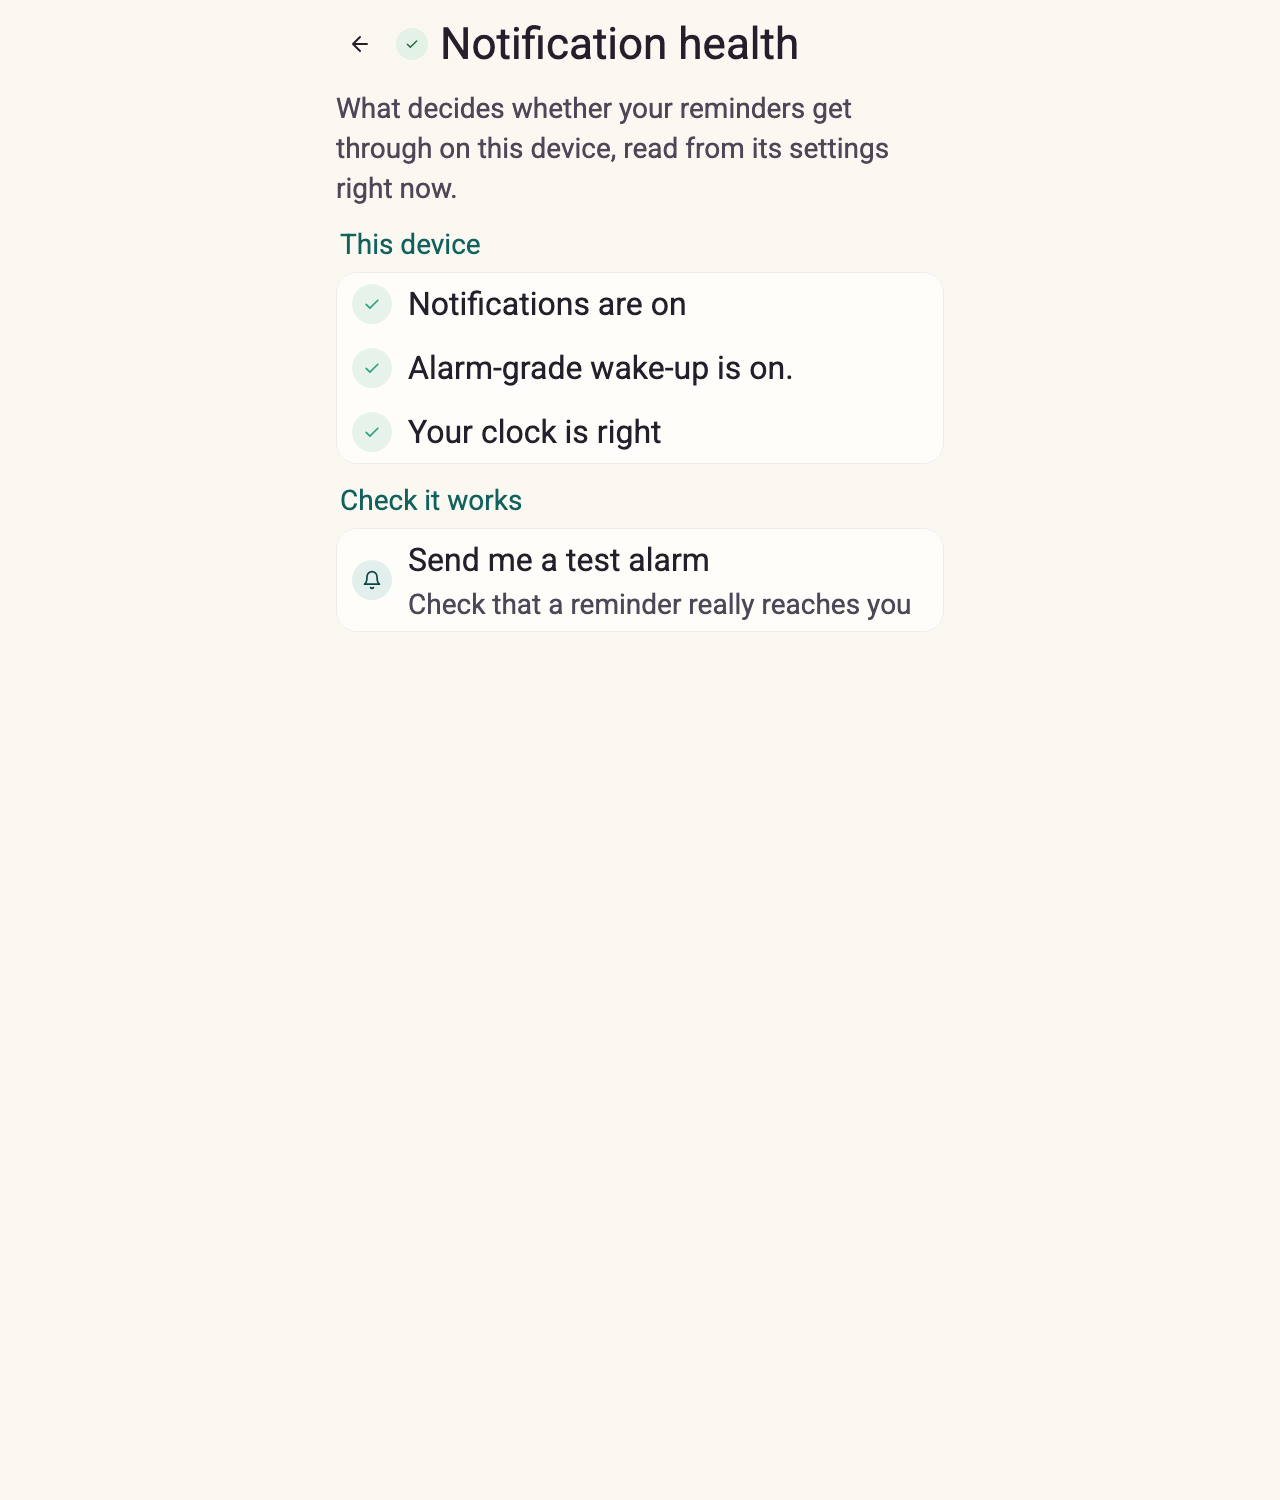 Notification health
What decides whether your reminders get
through on this device, read from its settings
right now.
This device
Notifications are on
Alarm-grade wake-up is on.
Your clock is right
Check it works
Send me a test alarm
Check that a reminder really reaches you